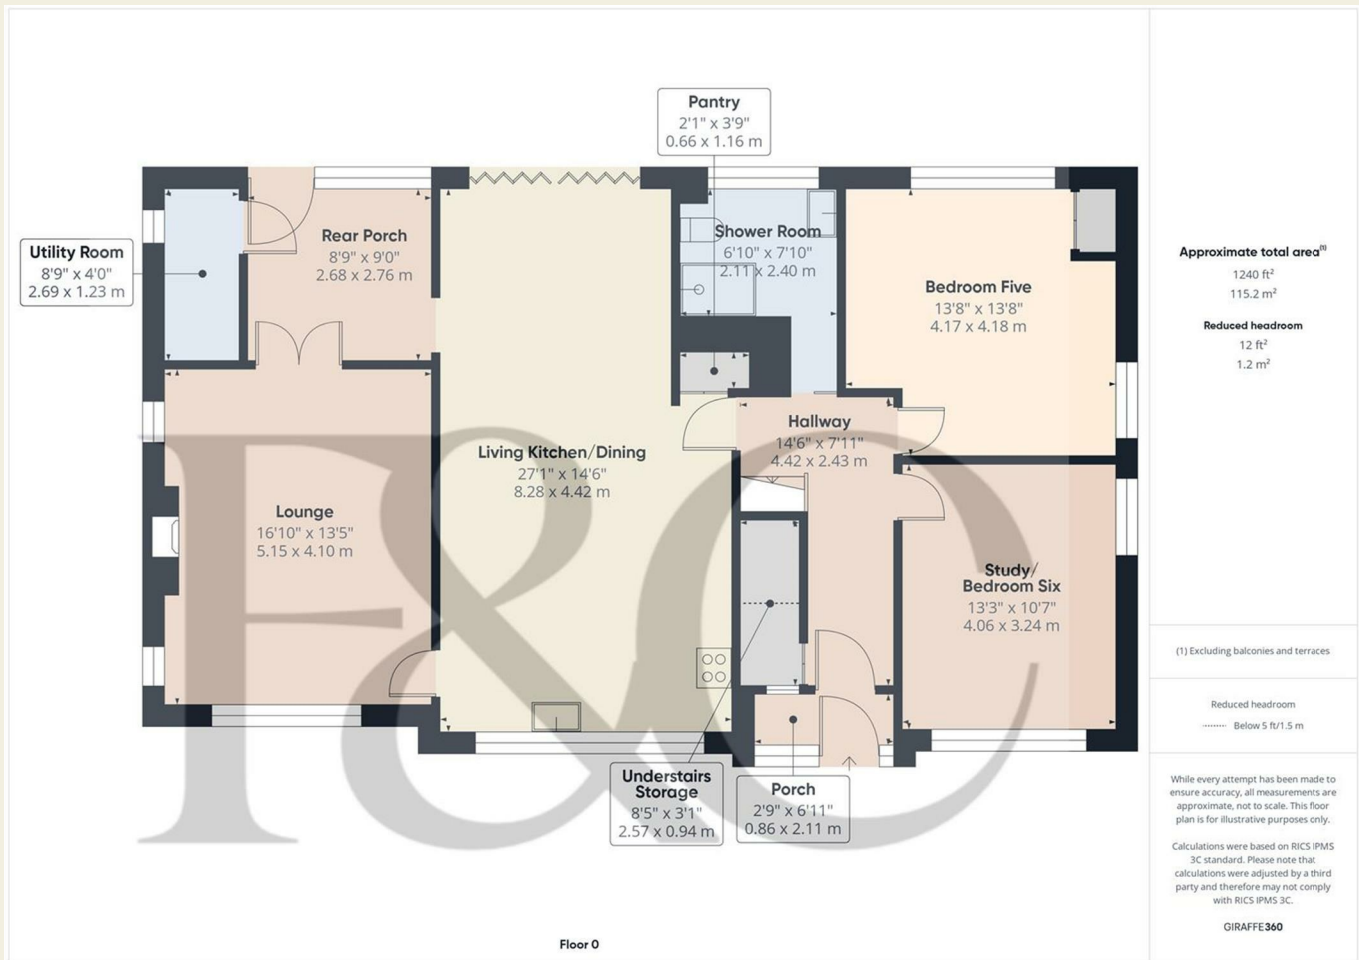 Pantry
2'1" x 3'9"
0.66 x 1.16 m
Utility Room
8'9" x 4'0"
2.69 x 1.23 m
Rear Porch
8'9" x 9'0"
2.68 x 2.76 m
Shower Room
6'10" x 7'10"
2.11 x 2.40 m
Bedroom Five
13'8" x 13'8"
4.17 x 4.18 m
Hallway
14'6" x 7'11"
4.42 x 2.43 m
Living Kitchen/Dining
27'1" x 14'6"
8.28 x 4.42 m
Lounge
16'10" x 13'5"
5.15 x 4.10 m
Study/
Bedroom Six
13'3" x 10'7"
4.06 x 3.24 m
Understairs
Storage
8'5" x 3'1"
2.57 x 0.94 m
Porch
2'9" x 6'11"
0.86 x 2.11 m
F&C
Floor 0
Approximate total area(1)
1240 ft²
115.2 m²
Reduced headroom
12 ft²
1.2 m²
(1) Excluding balconies and terraces
Reduced headroom
Below 5 ft/1.5 m
While every attempt has been made to
ensure accuracy, all measurements are
approximate, not to scale. This floor
plan is for illustrative purposes only.
Calculations were based on RICS IPMS
3C standard. Please note that
calculations were adjusted by a third
party and therefore may not comply
with RICS IPMS 3C.
GIRAFFE360